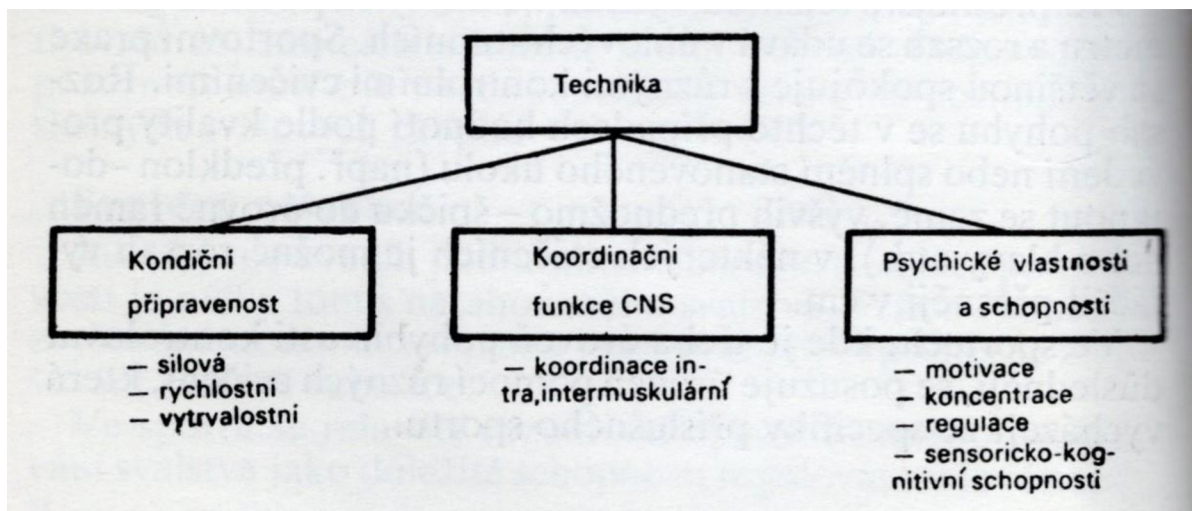 Technika
Kondiční
připravenost
— silová
— rychlostní
— vytrvalostní
Koordinační
funkce CNS
— koordinace in-
tra,intermuskulární
Psychické vlastnosti
a schopnosti
— motivace
— koncentrace
— regulace
— sensoricko-kog-
nitivní schopnosti